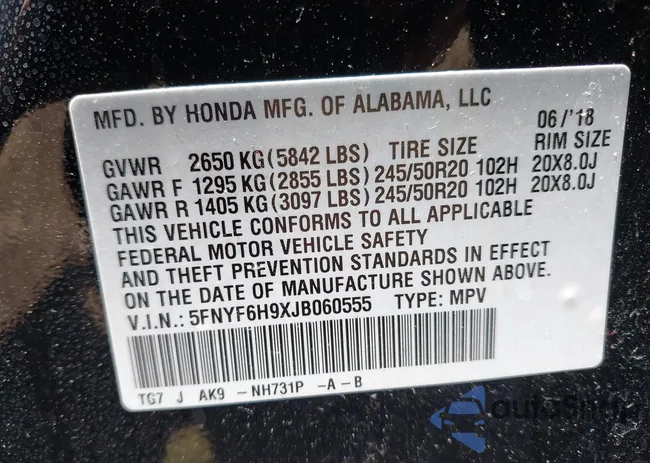 MFD. BY HONDA MFG. OF ALABAMA, LLC
06/'18
GVWR 2650 KG(5842 LBS) TIRE SIZE RIM SIZE
GAWR F 1295 KG(2855 LBS)245/50R20 102H 20X8.0J
GAWR R 1405 KG(3097 LBS)245/50R20 102H 20X8.0J
THIS VEHICLE CONFORMS TO ALL APPLICABLE
FEDERAL MOTOR VEHICLE SAFETY
AND THEFT PREVENTION STANDARDS IN EFFECT
ON THE DATE OF MANUFACTURE SHOWN ABOVE.
V.I.N.: 5FNYF6H9XJB060555 TYPE: MPV
TG7 J AK9 -NH731P -A-B